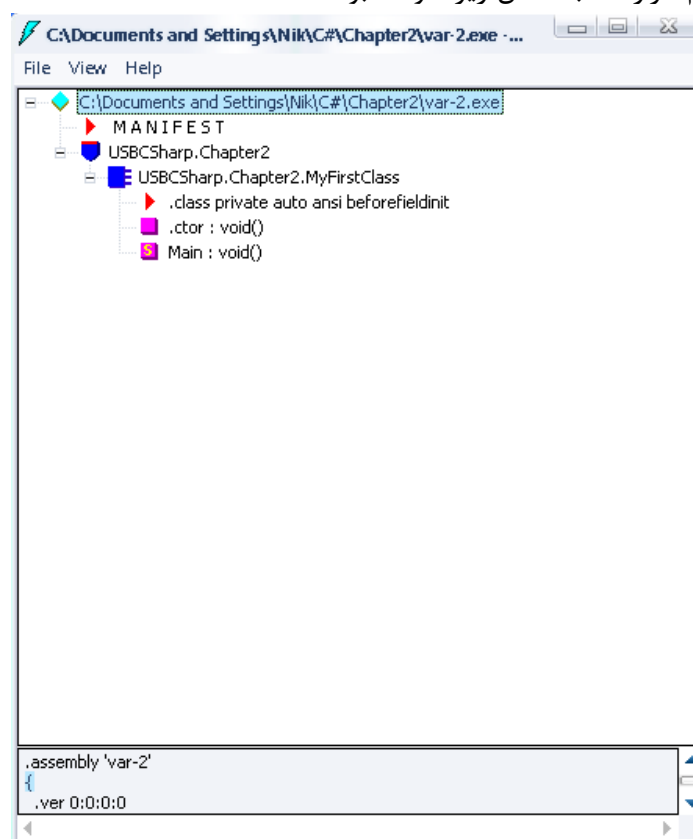 C:\Documents and Settings\Nik\C#\Chapter2\var-2.exe -...
File View Help
C:\Documents and Settings\Nik\C#\Chapter2\var-2.exe
M A N I F E S T
USBCSharp.Chapter2
USBCSharp.Chapter2.MyFirstClass
.class private auto ansi beforefieldinit
.ctor : void()
S Main : void()
.assembly 'var-2'
{
.ver 0:0:0:0